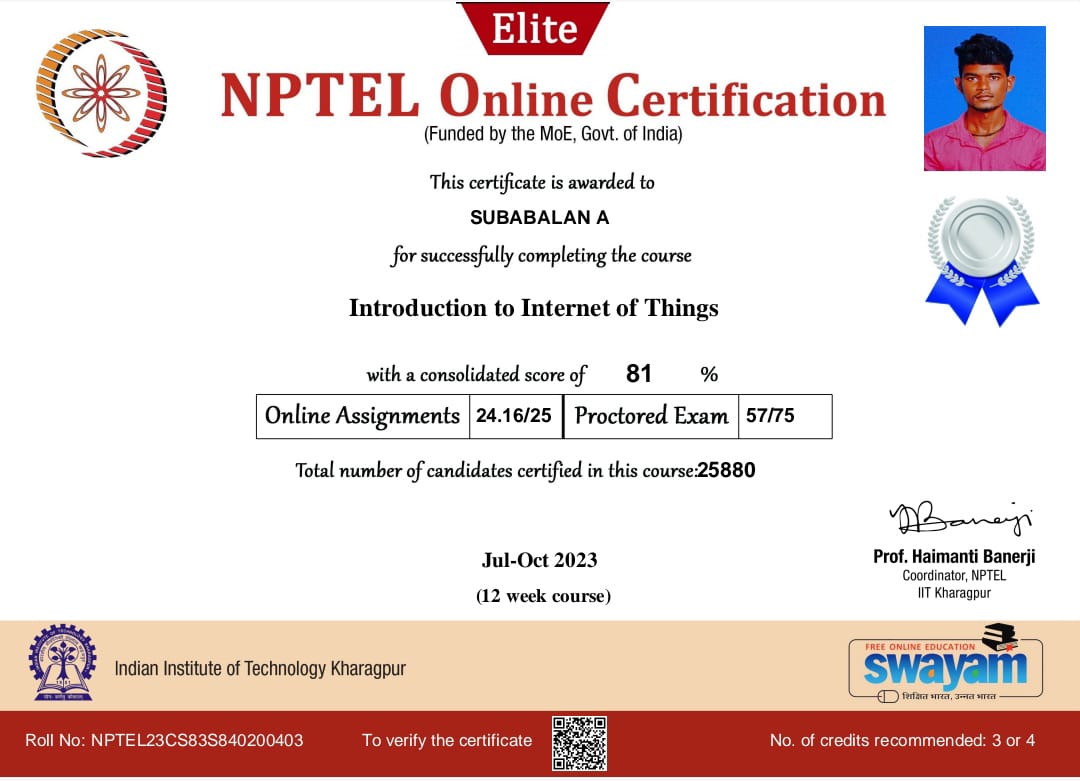 Elite
NPTEL Online Certification
(Funded by the MoE, Govt. of India)
This certificate is awarded to
SUBABALAN A
for successfully completing the course
Introduction to Internet of Things
with a consolidated score of 81 %
Online Assignments 24.16/25 Proctored Exam 57/75
Total number of candidates certified in this course:25880
Prof. Haimanti Banerji
Coordinator, NPTEL
IIT Kharagpur
Jul-Oct 2023
(12 week course)
Indian Institute of Technology Kharagpur
FREE ONLINE EDUCATION
swayam
शिक्षित भारत, उन्नत भारत
Roll No: NPTEL23CS83S840200403
To verify the certificate
No. of credits recommended: 3 or 4